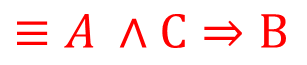 ≡ A ∧ C ⇒ B